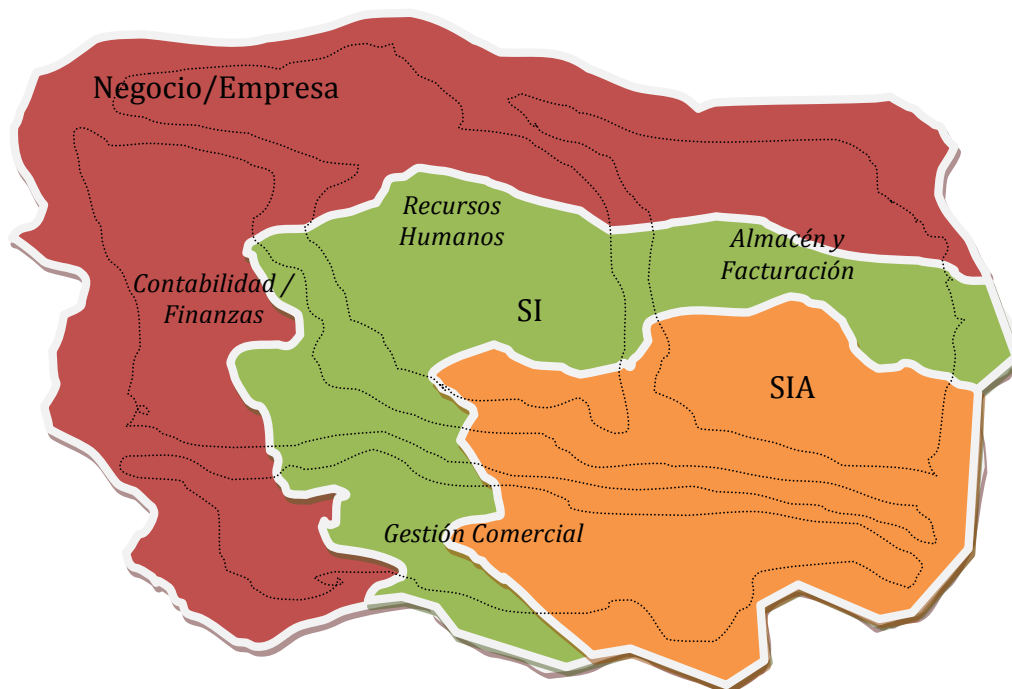 Negocio/Empresa
Recursos
Humanos
Almacén y
Facturación
Contabilidad /
Finanzas
SI
SIA
Gestión Comercial